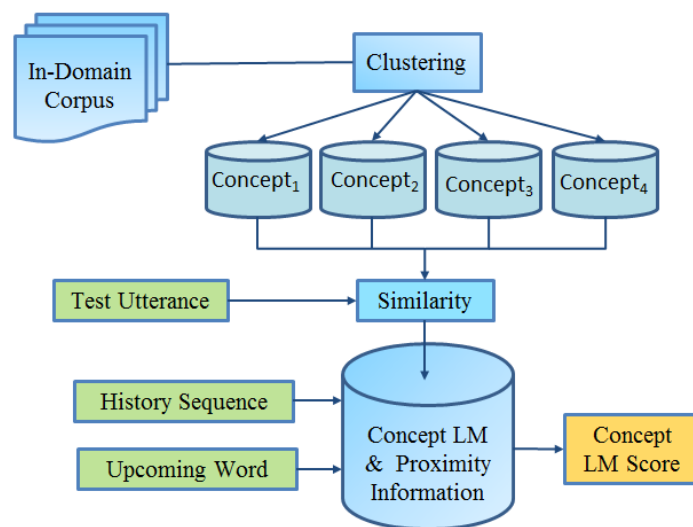 In-Domain
Corpus
Clustering
Concept₁
Concept₂
Concept₃
Concept₄
Test Utterance
Similarity
History Sequence
Upcoming Word
Concept LM
& Proximity
Information
Concept
LM Score